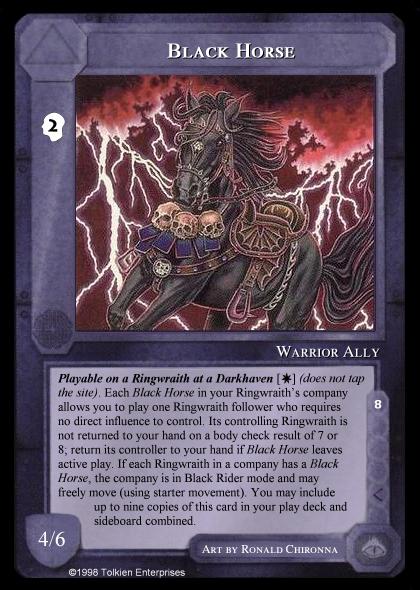 BLACK HORSE
2
WARRIOR ALLY
Playable on a Ringwraith at a Darkhaven [✷] (does not tap
the site). Each Black Horse in your Ringwraith's company
allows you to play one Ringwraith follower who requires
no direct influence to control. Its controlling Ringwraith is
not returned to your hand on a body check result of 7 or
8; return its controller to your hand if Black Horse leaves
active play. If each Ringwraith in a company has a Black
Horse, the company is in Black Rider mode and may
freely move (using starter movement). You may include
up to nine copies of this card in your play deck and
sideboard combined.
8
4/6
ART BY RONALD CHIRONNA
©1998 Tolkien Enterprises